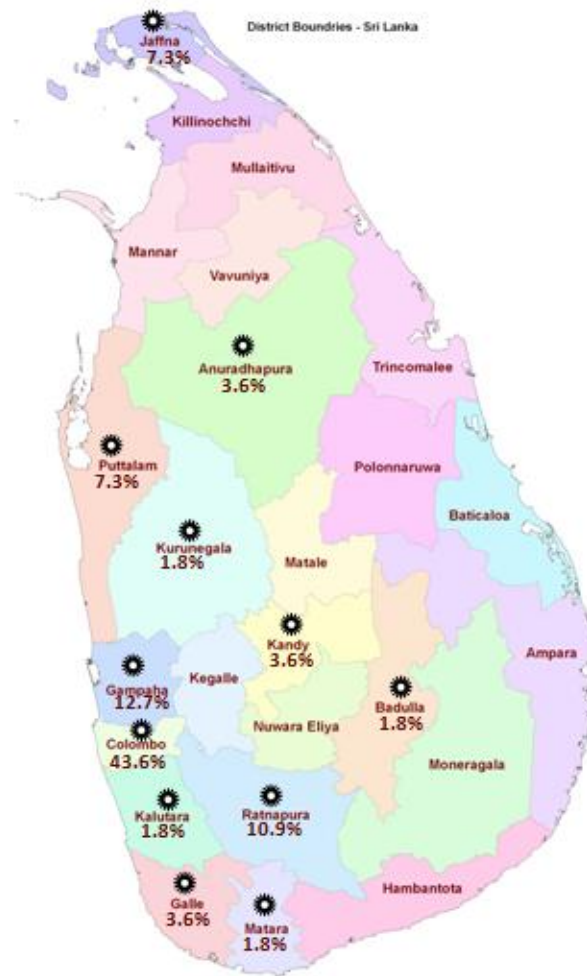 District Boundries - Sri Lanka
Jaffna
7.3%
Killinochchi
Mullaitivu
Mannar
Vavuniya
Anuradhapura
3.6%
Trincomalee
Puttalam
7.3%
Polonnaruwa
Baticaloa
Kurunegala
1.8%
Matale
Kandy
3.6%
Ampara
Gampaha
12.7%
Kegalle
Badulla
1.8%
Nuwara Eliya
Colombo
43.6%
Moneragala
Kalutara
1.8%
Ratnapura
10.9%
Hambantota
Galle
3.6%
Matara
1.8%